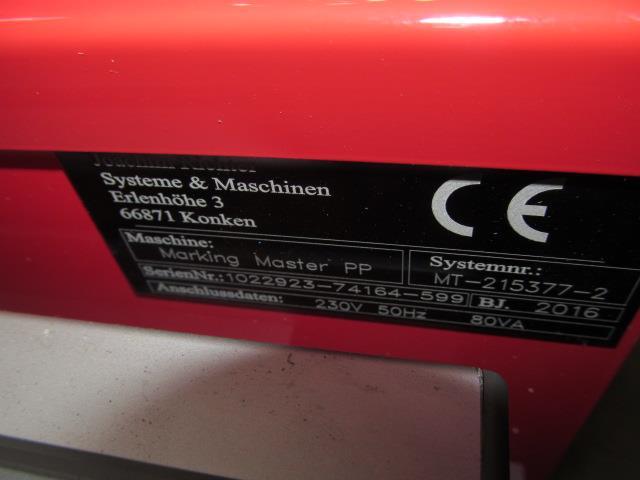 Systeme & Maschinen
Erlenhöhe 3
66871 Konken
CE
Maschine: Marking Master PP
Systemnr.: MT-215377-2
SerienNr.: 1022923-74164-599 BJ. 2016
Anschlussdaten: 230V 50Hz 80VA